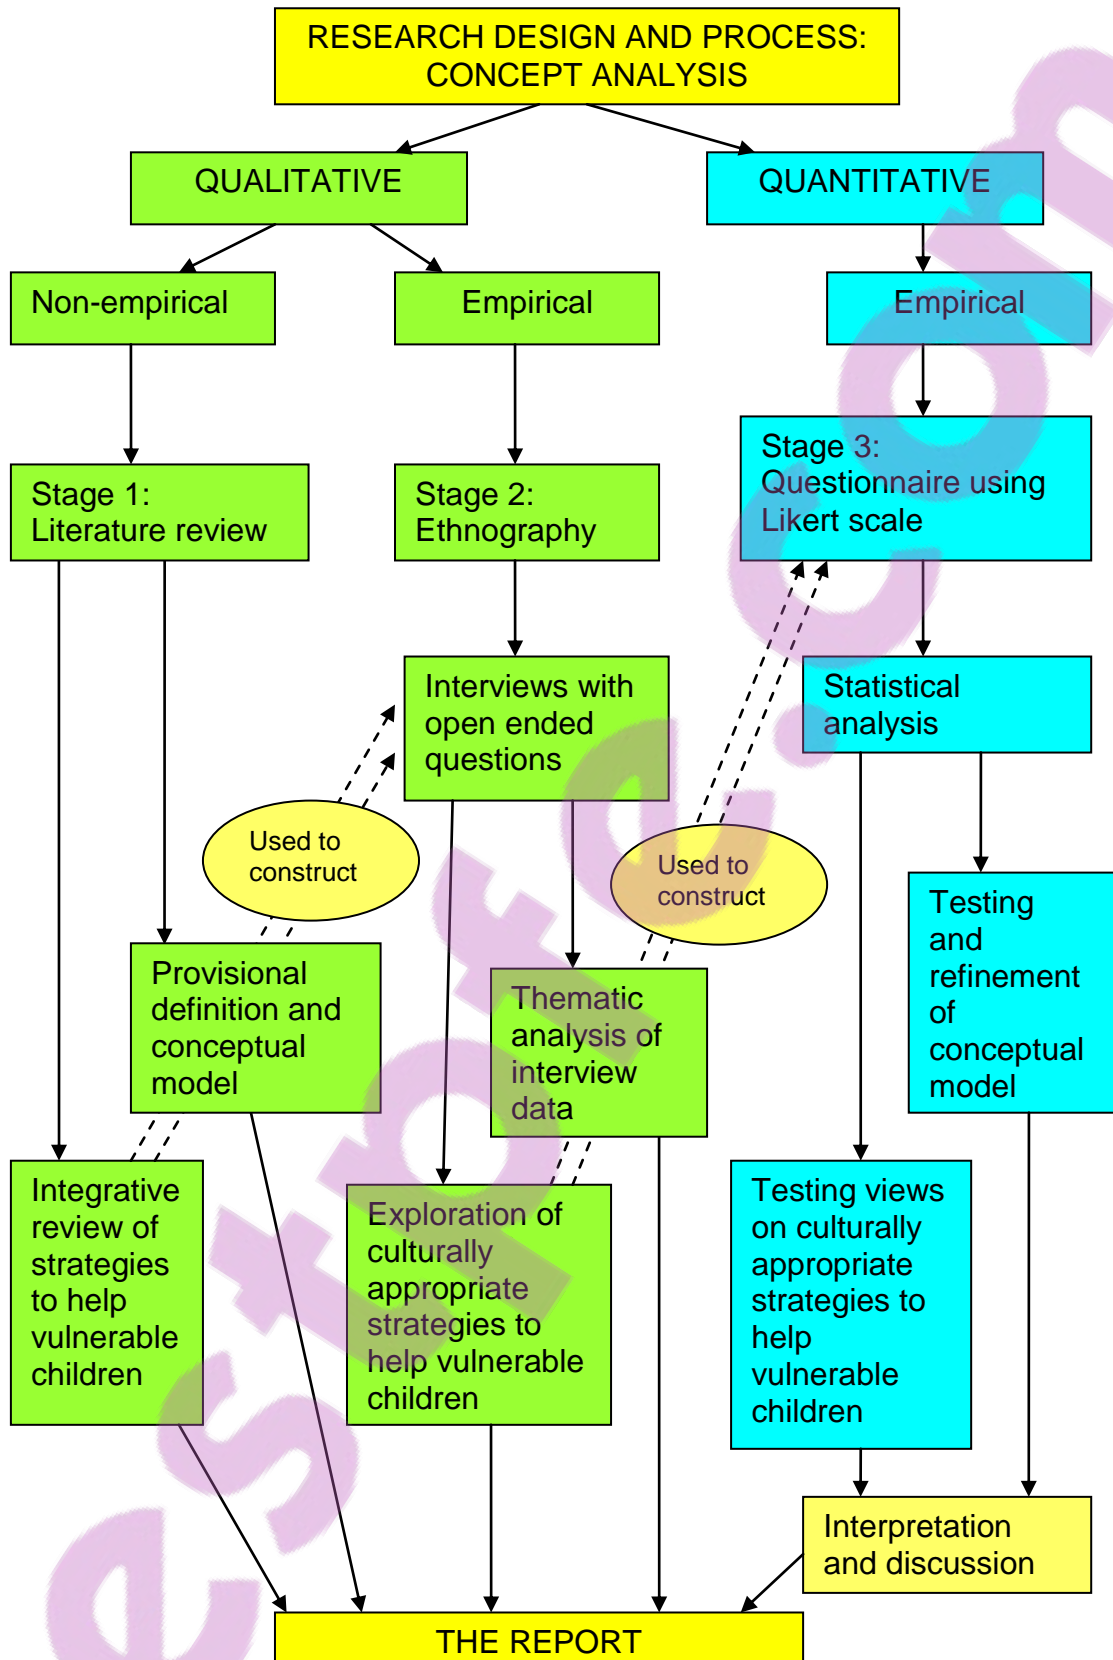 RESEARCH DESIGN AND PROCESS:
CONCEPT ANALYSIS
QUALITATIVE
QUANTITATIVE
Non-empirical
Empirical
Empirical
Stage 1:
Literature review
Stage 2:
Ethnography
Stage 3:
Questionnaire using
Likert scale
Interviews with
open ended
questions
Statistical
analysis
Used to
construct
Used to
construct
Provisional
definition and
conceptual
model
Thematic
analysis of
interview
data
Testing
and
refinement
of
conceptual
model
Integrative
review of
strategies
to help
vulnerable
children
Exploration of
culturally
appropriate
strategies to
help vulnerable
children
Testing views
on culturally
appropriate
strategies to
help
vulnerable
children
Interpretation
and discussion
THE REPORT
estpfe.com